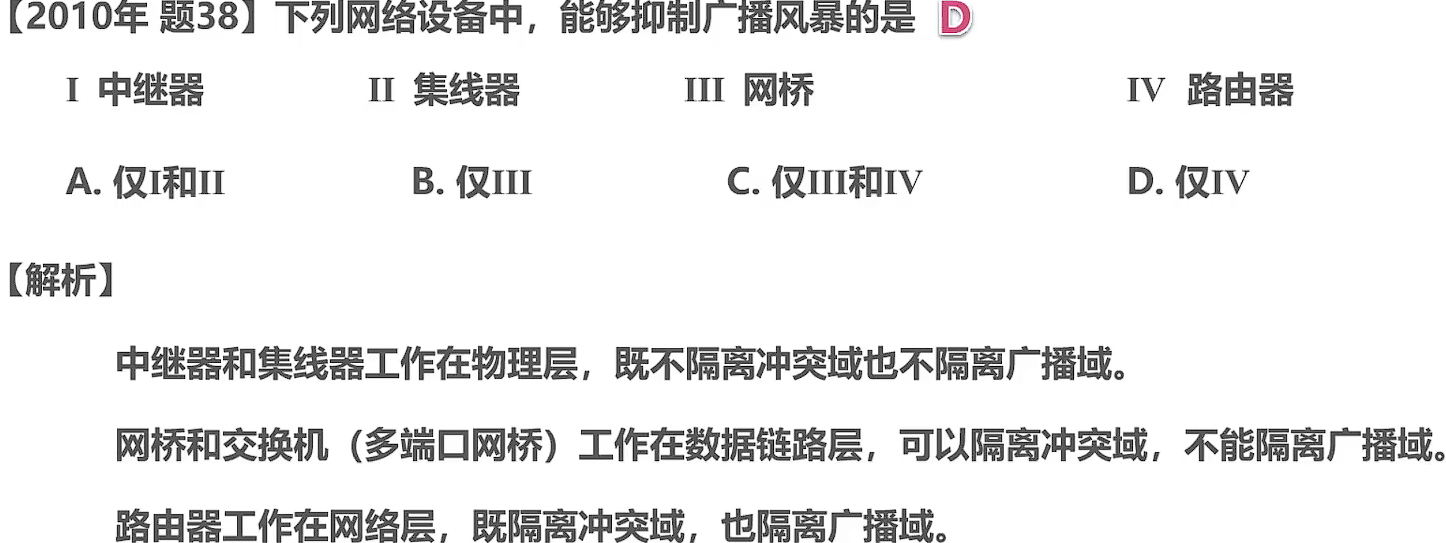 【2010年 题38】下列网络设备中，能够抑制广播风暴的是 D
I 中继器 II 集线器 III 网桥 IV 路由器
A. 仅I和II B. 仅III C. 仅III和IV D. 仅IV
【解析】
中继器和集线器工作在物理层，既不隔离冲突域也不隔离广播域。
网桥和交换机（多端口网桥）工作在数据链路层，可以隔离冲突域，不能隔离广播域。
路由器工作在网络层，既隔离冲突域，也隔离广播域。